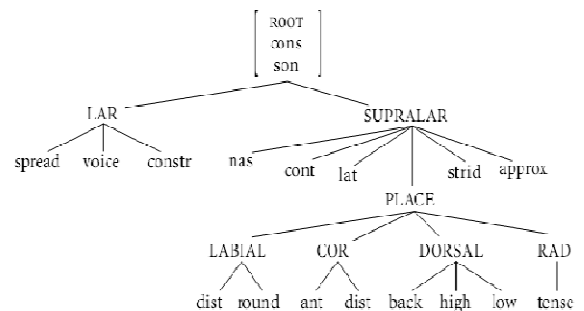 ROOT
cons
son
LAR SUPRALAR
spread voice constr nas cont lat strid approx
PLACE
LABIAL COR DORSAL RAD
dist round ant dist back high low tense